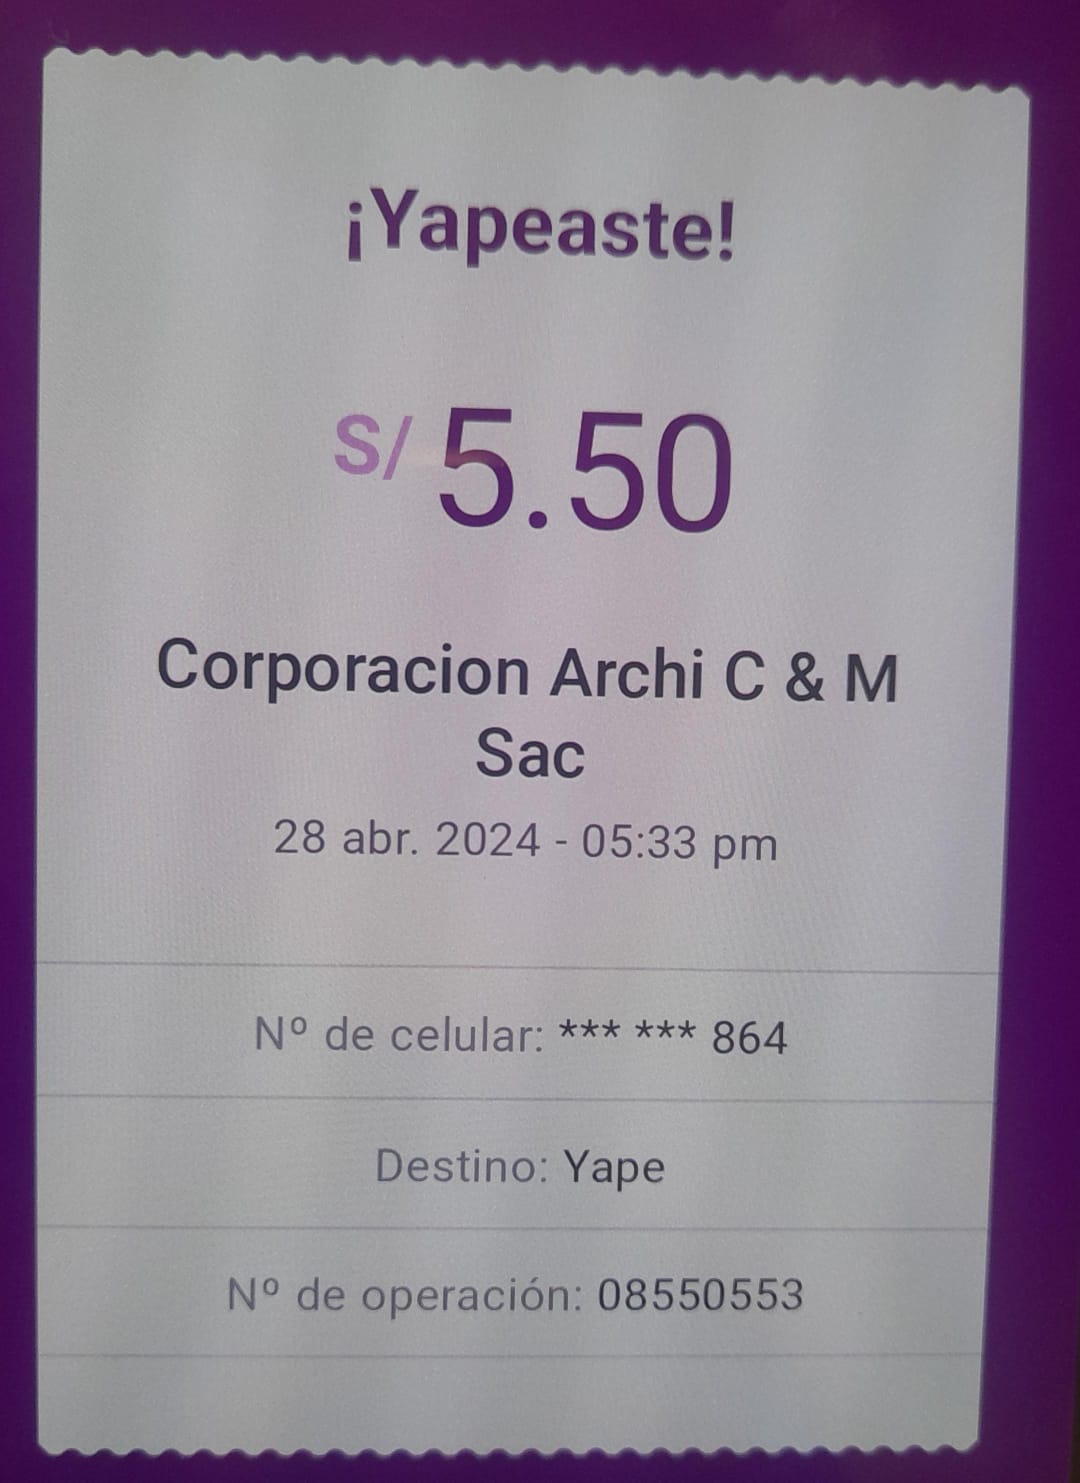 ¡Yapeaste!
S/ 5.50
Corporacion Archi C & M
Sac
28 abr. 2024 - 05:33 pm
Nº de celular: *** *** 864
Destino: Yape
Nº de operación: 08550553